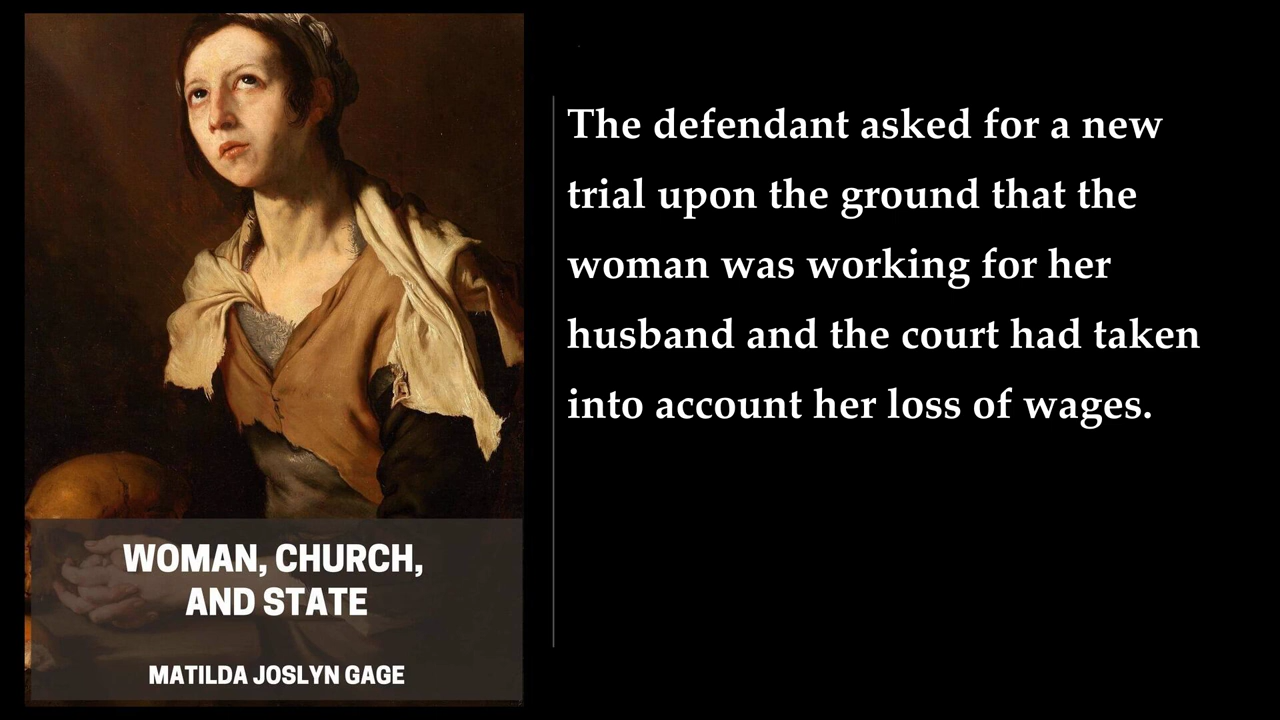 WOMAN, CHURCH,
AND STATE
MATILDA JOSLYN GAGE
The defendant asked for a new
trial upon the ground that the
woman was working for her
husband and the court had taken
into account her loss of wages.